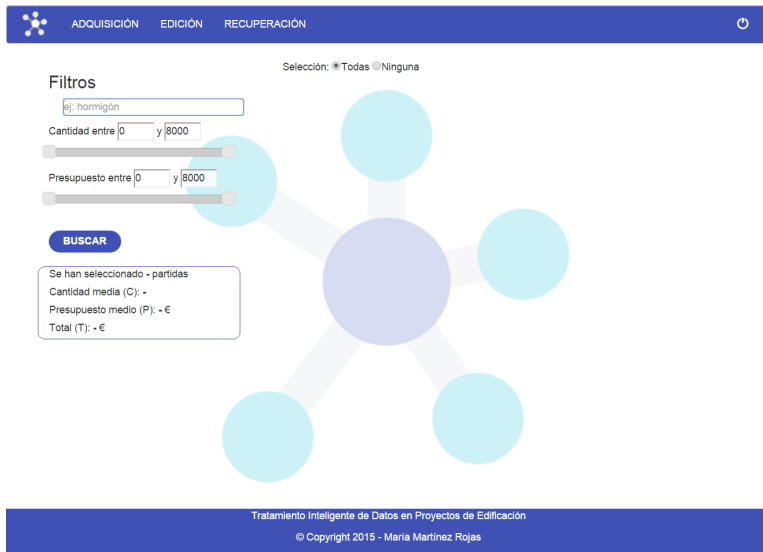 ADQUISICIÓN EDICIÓN RECUPERACIÓN
Selección: Todas Ninguna
Filtros
ej: hormigón
Cantidad entre 0 y 8000
Presupuesto entre 0 y 8000
BUSCAR
Se han seleccionado - partidas
Cantidad media (C): -
Presupuesto medio (P): - €
Total (T): - €
Tratamiento Inteligente de Datos en Proyectos de Edificación
© Copyright 2015 - María Martínez Rojas